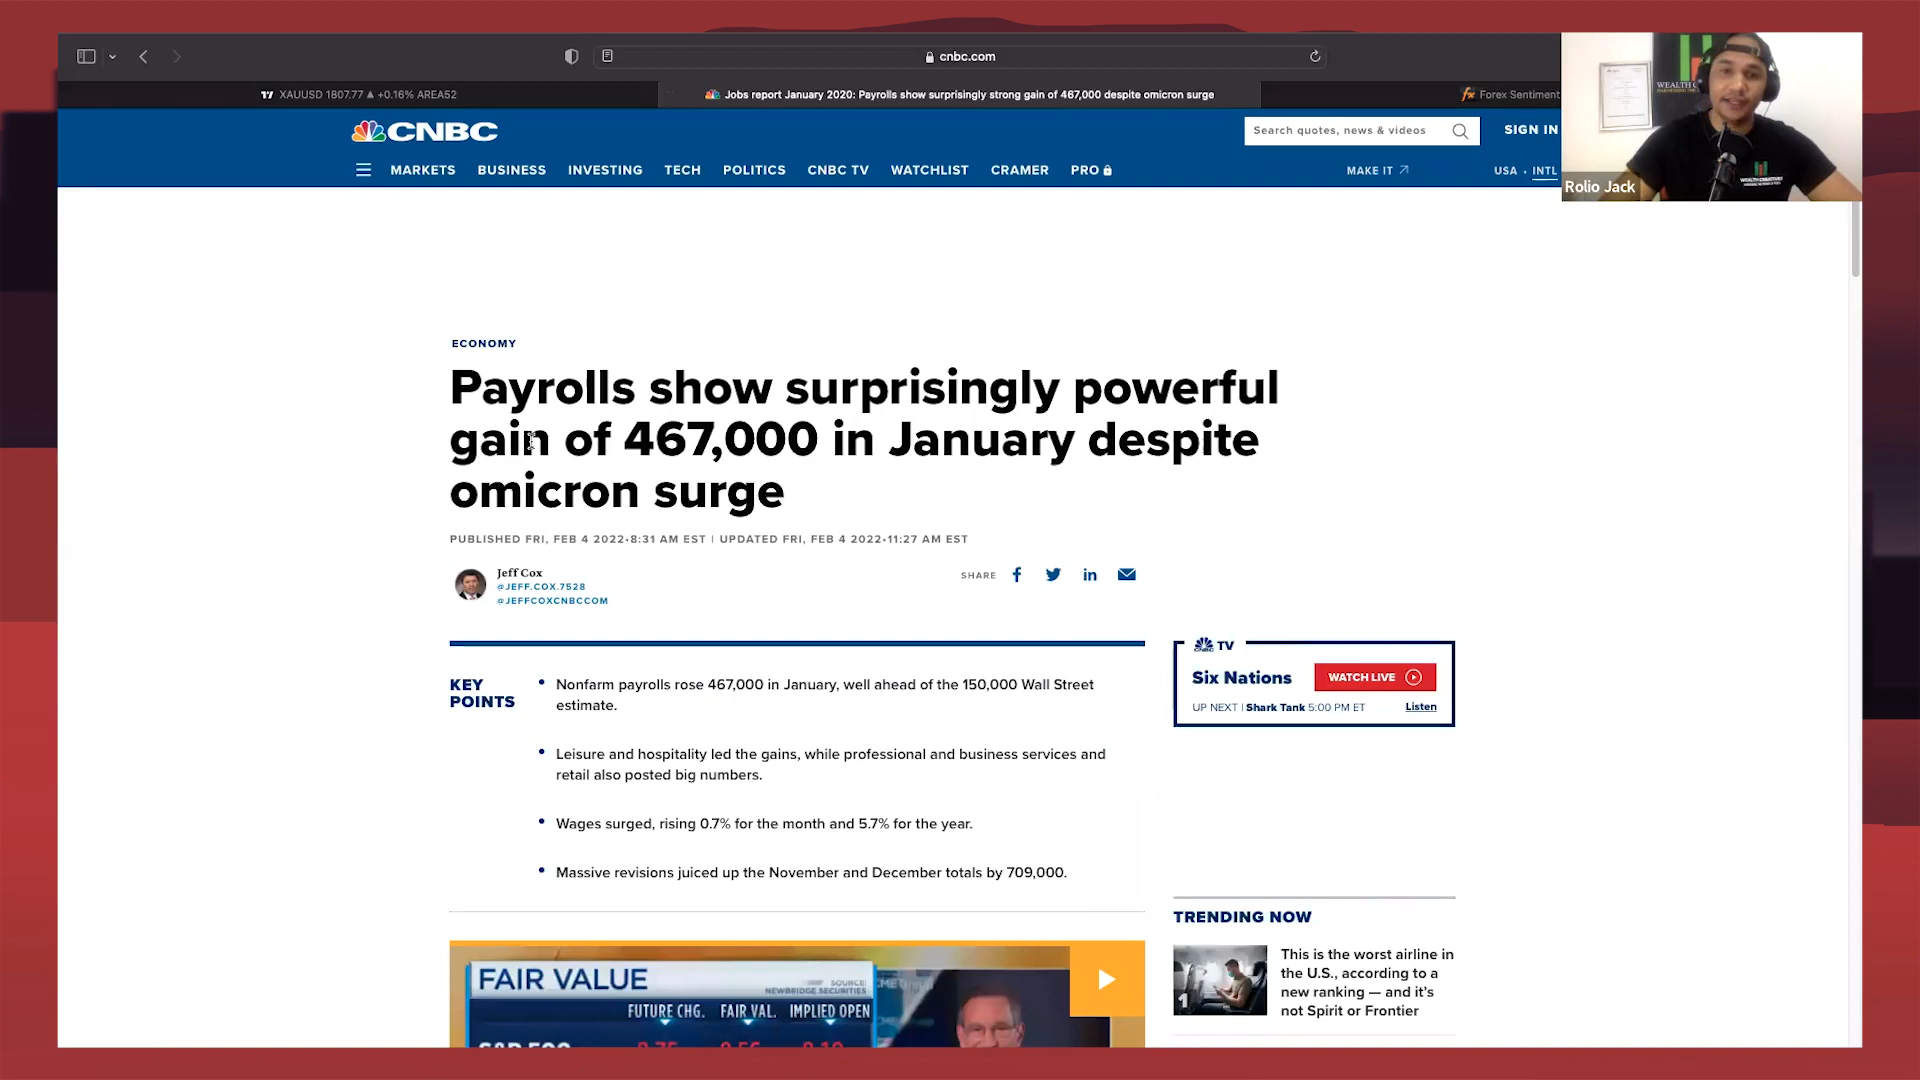 cnbc.com
XAUUSD 1807.77 ▲ +0.16% AREA52
Jobs report January 2020: Payrolls show surprisingly strong gain of 467,000 despite omicron surge
Forex Sentiment
WEALTH C
Rolio Jack
CNBC
Search quotes, news & videos
SIGN IN
MARKETS BUSINESS INVESTING TECH POLITICS CNBC TV WATCHLIST CRAMER PRO
MAKE IT
USA • INTL
ECONOMY
Payrolls show surprisingly powerful
gain of 467,000 in January despite
omicron surge
PUBLISHED FRI, FEB 4 2022•8:31 AM EST | UPDATED FRI, FEB 4 2022•11:27 AM EST
Jeff Cox
@JEFF.COX.7528
@JEFFCOXCNBCCOM
SHARE
KEY
POINTS
Nonfarm payrolls rose 467,000 in January, well ahead of the 150,000 Wall Street
estimate.
Leisure and hospitality led the gains, while professional and business services and
retail also posted big numbers.
Wages surged, rising 0.7% for the month and 5.7% for the year.
Massive revisions juiced up the November and December totals by 709,000.
CNBC TV
Six Nations
WATCH LIVE
UP NEXT | Shark Tank 5:00 PM ET
Listen
TRENDING NOW
1
This is the worst airline in
the U.S., according to a
new ranking — and it's
not Spirit or Frontier
FAIR VALUE
SOURCE:
NEWBRIDGE SECURITIES
FUTURE CHG. FAIR VAL. IMPLIED OPEN